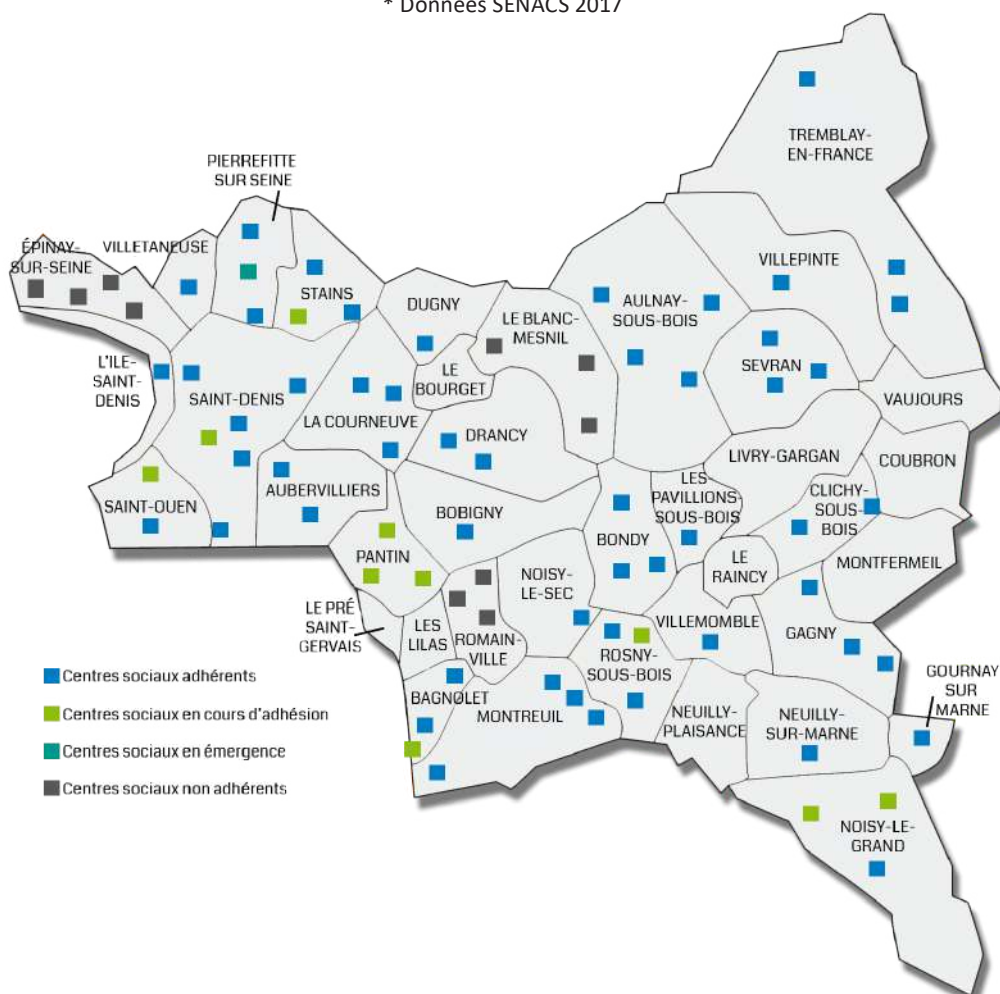 * Données SENACS 2017
TREMBLAY-
EN-FRANCE
PIERREFITTE
SUR SEINE
ÉPINAY-
SUR-SEINE
VILLETANEUSE
VILLEPINTE
STAINS
DUGNY
AULNAY-
SOUS-BOIS
LE BLANC-
MESNIL
L'ILE-
SAINT-
DENIS
LE
BOURGET
SEVRAN
SAINT-DENIS
VAUJOURS
LA COURNEUVE
DRANCY
LIVRY-GARGAN
COUBRON
AUBERVILLIERS
LES
PAVILLIONS-
SOUS-BOIS
CLICHY-
SOUS-
BOIS
SAINT-OUEN
BOBIGNY
BONDY
PANTIN
NOISY-
LE-SEC
LE
RAINCY
MONTFERMEIL
LE PRÉ
SAINT-
GERVAIS
LES
LILAS
ROMAIN-
VILLE
VILLEMOMBLE
GAGNY
ROSNY-
SOUS-BOIS
GOURNAY
SUR
MARNE
BAGNOLET
MONTREUIL
NEUILLY-
PLAISANCE
NEUILLY-
SUR-MARNE
NOISY-LE-
GRAND
Centres sociaux adhérents
Centres sociaux en cours d'adhésion
Centres sociaux en émergence
Centres sociaux non adhérents